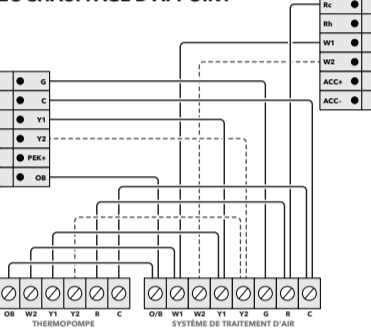 Rc
Rh
W1
W2
ACC+
ACC-
G
C
Y1
Y2
PEK+
OB
OB W2 Y1 Y2 R C
THERMOPOMPE
O/B W1 W2 Y1 Y2 G R C
SYSTÈME DE TRAITEMENT D'AIR